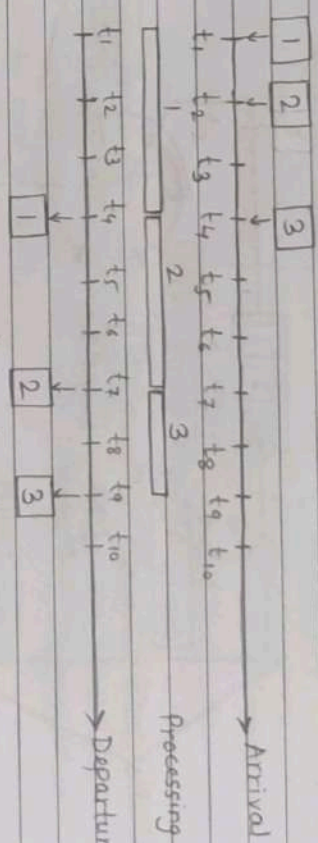 1 2 3
t1 t2 t3 t4 t5 t6 t7 t8 t9 t10 Arrival
1 2 3 Processing
t1 t2 t3 t4 t5 t6 t7 t8 t9 t10 Departur
1 2 3